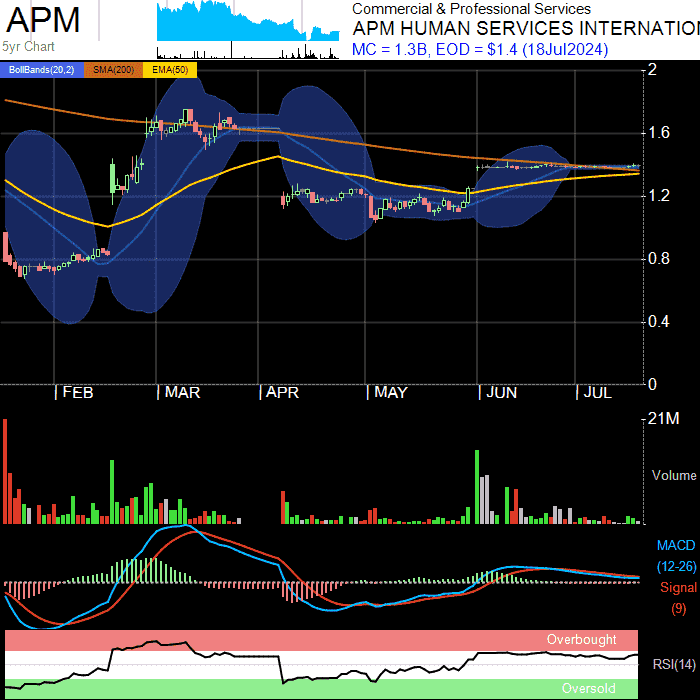 APM
5yr Chart
Commercial & Professional Services
APM HUMAN SERVICES INTERNATIO
MC = 1.3B, EOD = $1.4 (18Jul2024)
BollBands(20,2) SMA(200) EMA(50)
2
1.6
1.2
0.8
0.4
0
FEB MAR APR MAY JUN JUL
21M
Volume
MACD
(12-26)
Signal
(9)
Overbought
RSI(14)
Oversold